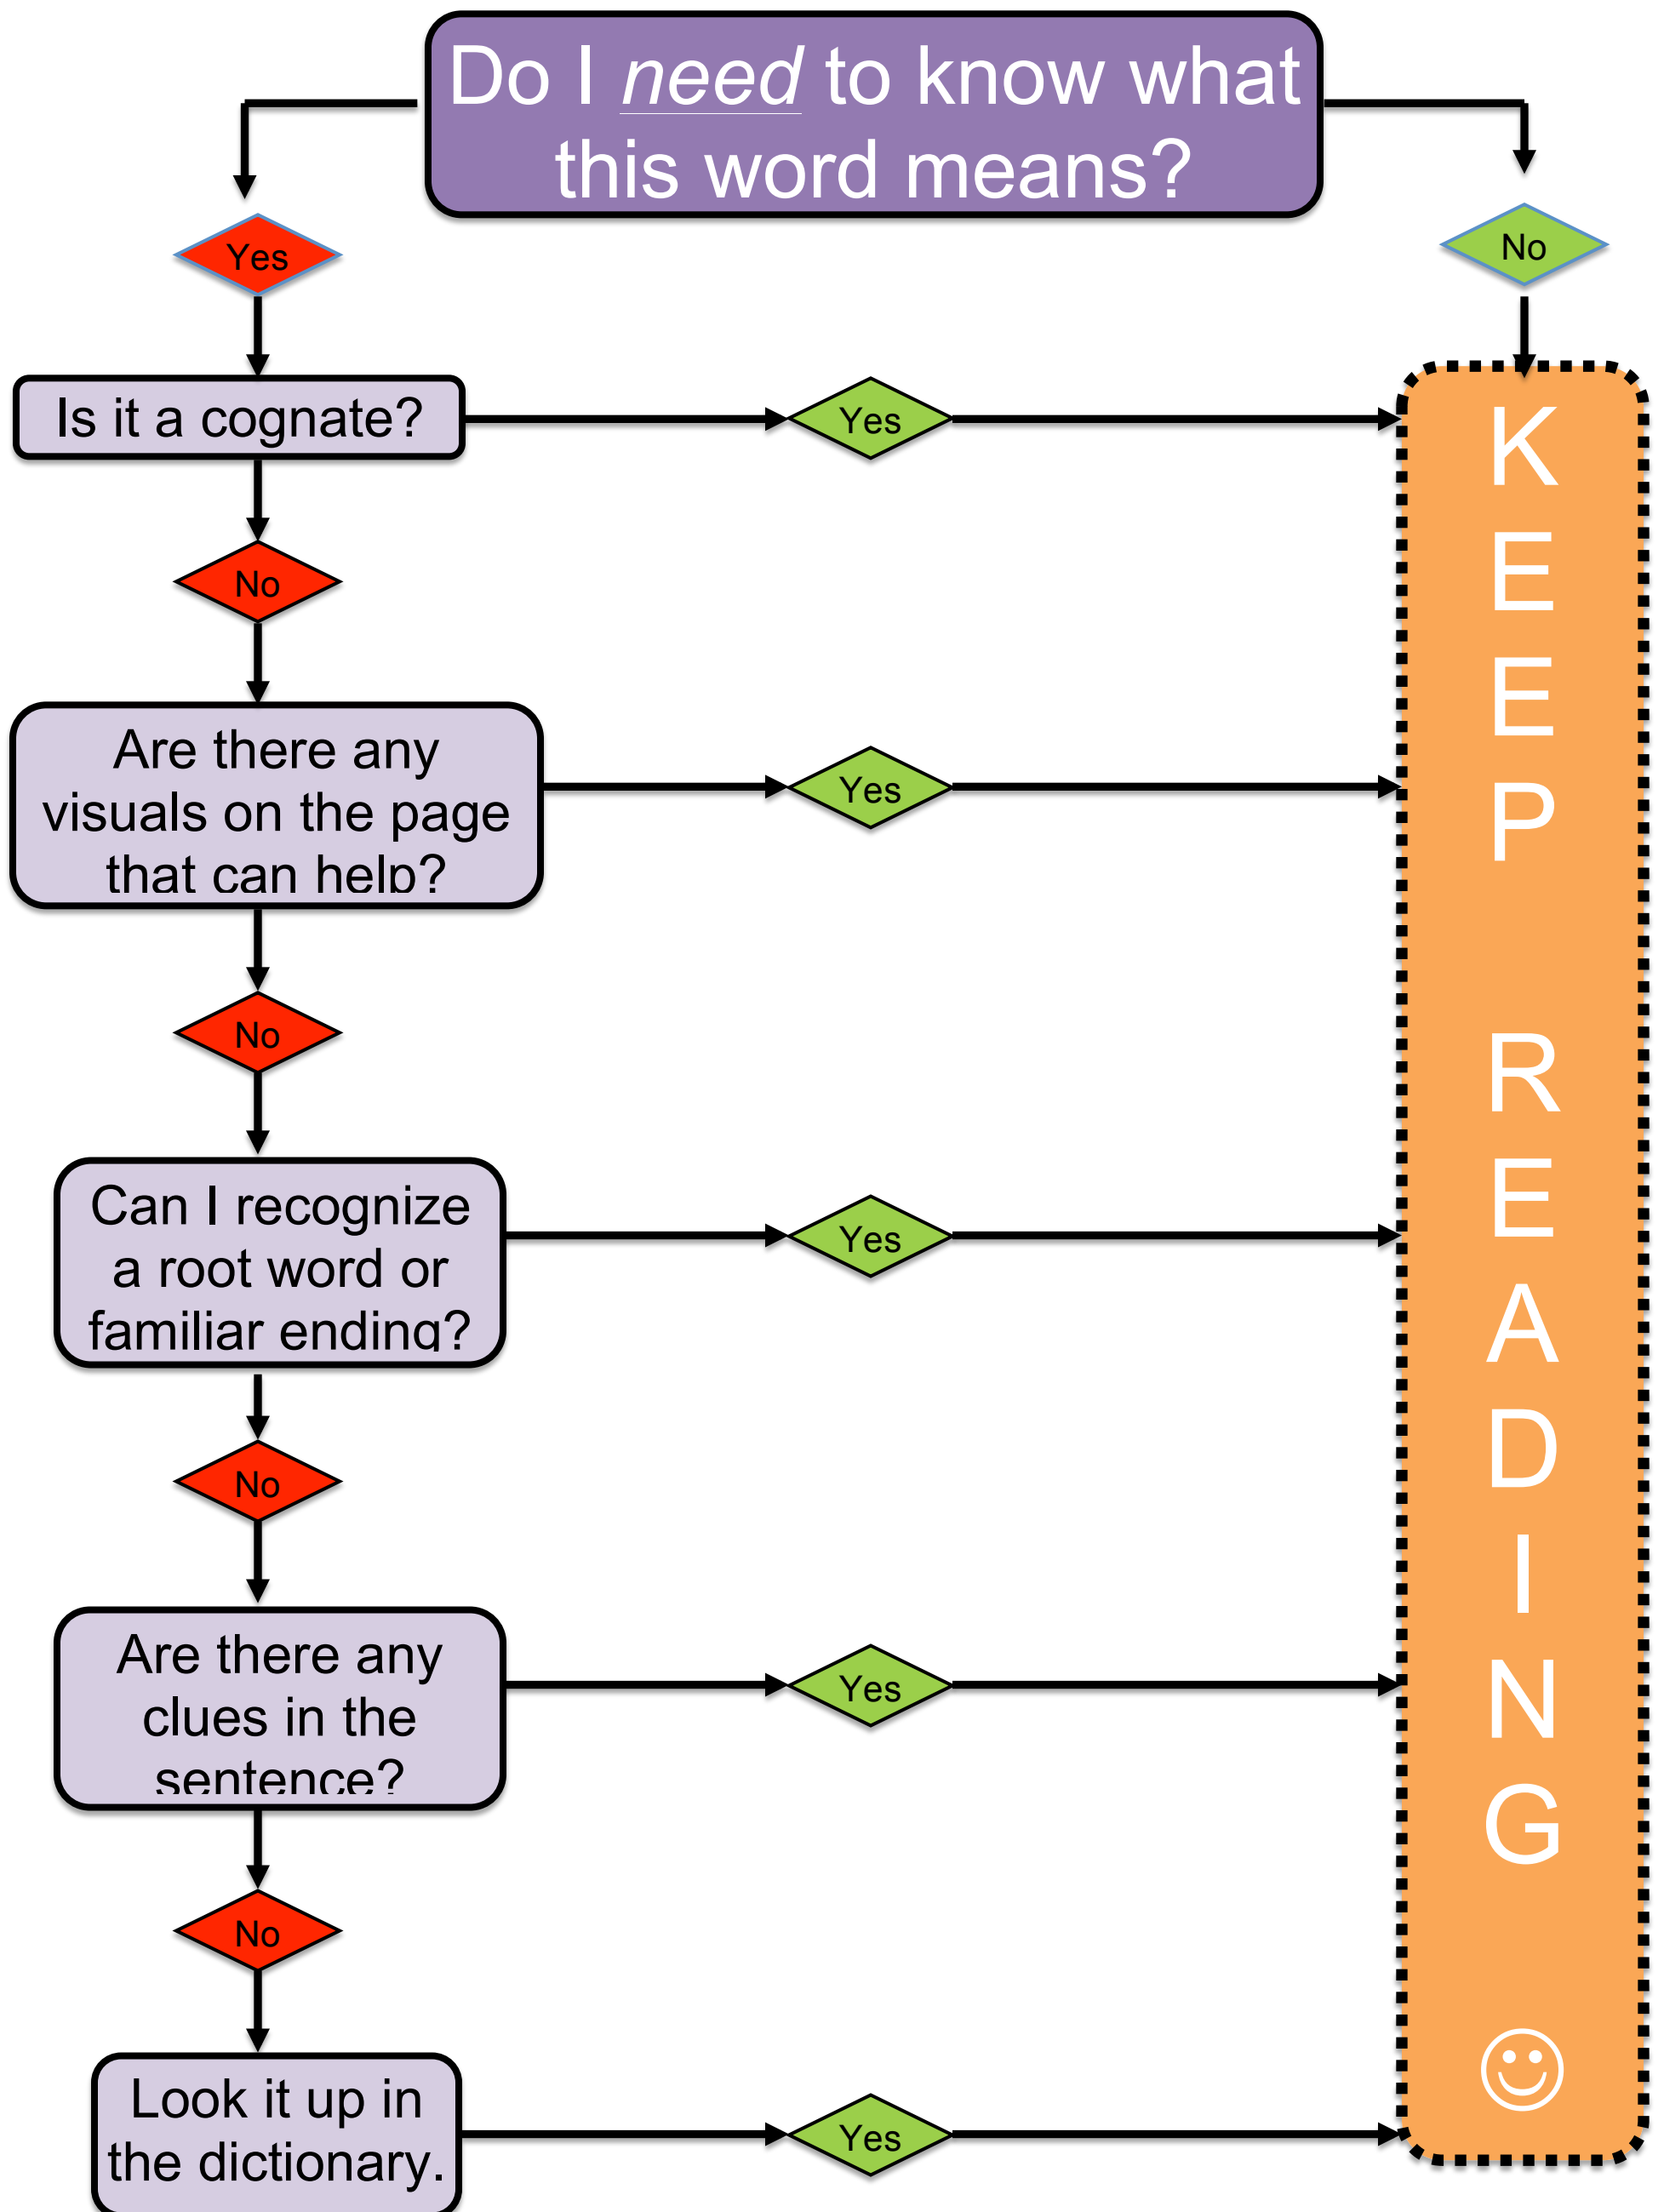 Do I need to know what
this word means?
Yes
No
Is it a cognate?
Yes
No
Are there any
visuals on the page
that can help?
Yes
No
Can I recognize
a root word or
familiar ending?
Yes
No
Are there any
clues in the
sentence?
Yes
No
Look it up in
the dictionary.
Yes
K
E
E
P
R
E
A
D
I
N
G
☺